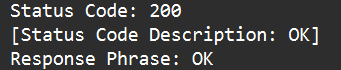 Status Code: 200
[Status Code Description: OK]
Response Phrase: OK